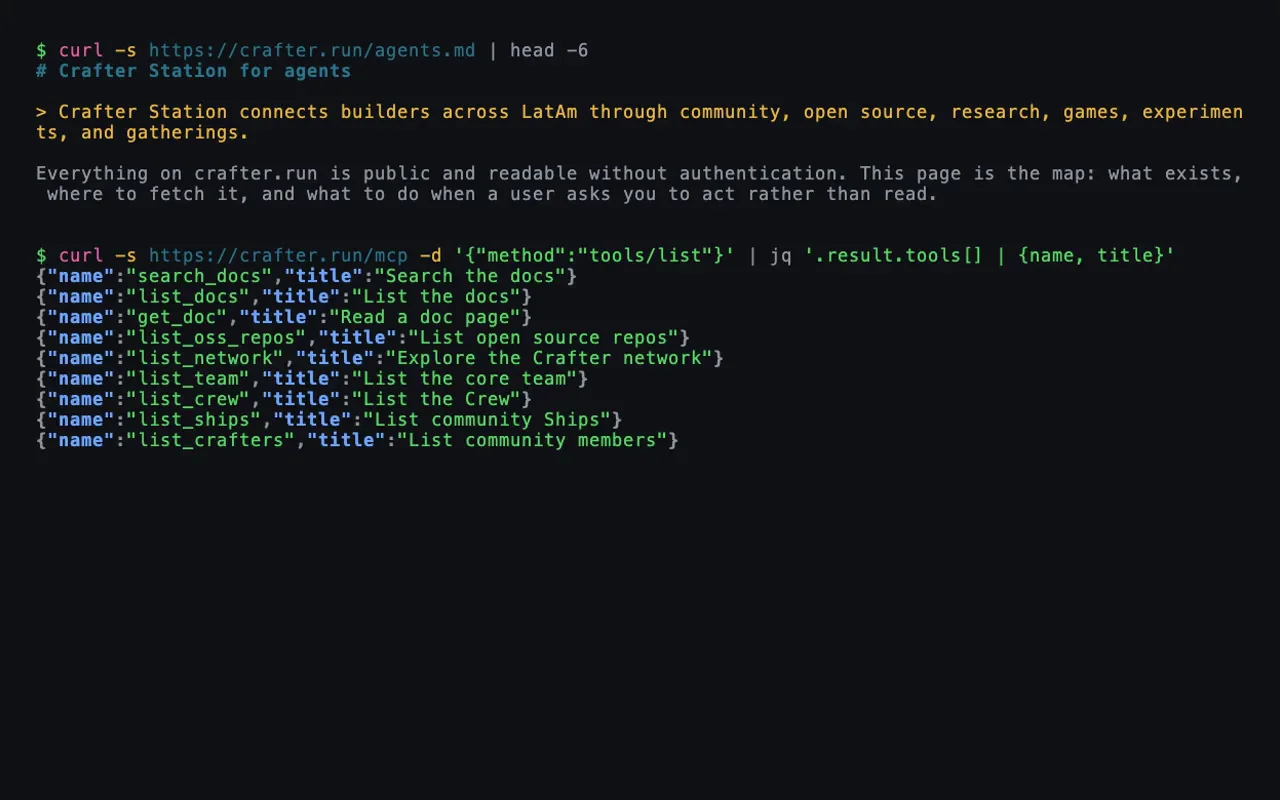 $ curl -s https://crafter.run/agents.md | head -6
# Crafter Station for agents
> Crafter Station connects builders across LatAm through community, open source, research, games, experimen
ts, and gatherings.
Everything on crafter.run is public and readable without authentication. This page is the map: what exists,
 where to fetch it, and what to do when a user asks you to act rather than read.
$ curl -s https://crafter.run/mcp -d '{"method":"tools/list"}' | jq '.result.tools[] | {name, title}'
{"name":"search_docs","title":"Search the docs"}
{"name":"list_docs","title":"List the docs"}
{"name":"get_doc","title":"Read a doc page"}
{"name":"list_oss_repos","title":"List open source repos"}
{"name":"list_network","title":"Explore the Crafter network"}
{"name":"list_team","title":"List the core team"}
{"name":"list_crew","title":"List the Crew"}
{"name":"list_ships","title":"List community Ships"}
{"name":"list_crafters","title":"List community members"}